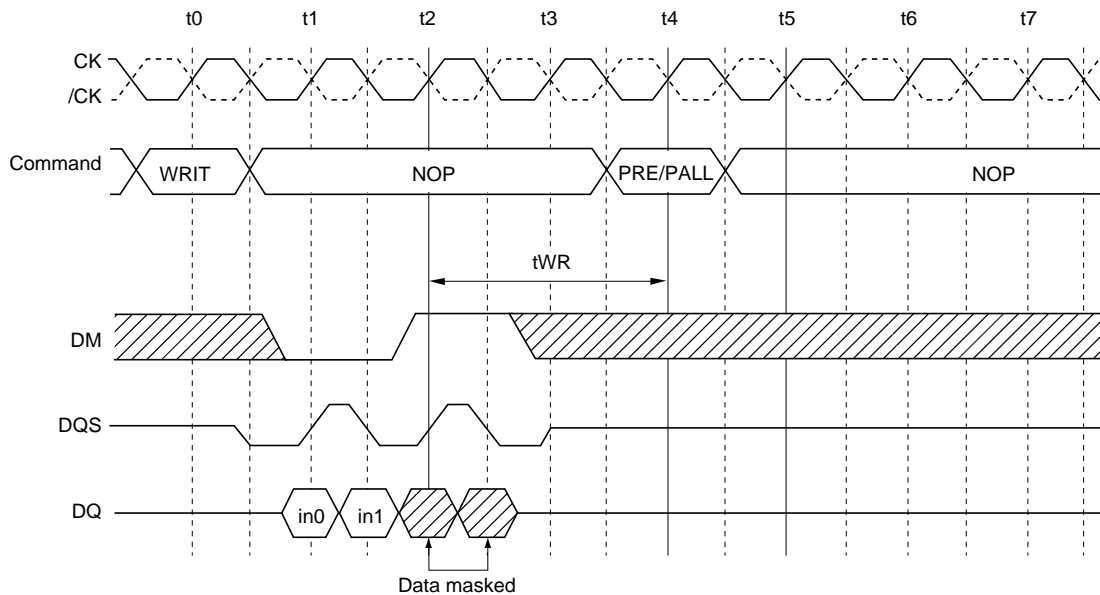 t0 t1 t2 t3 t4 t5 t6 t7
CK
/CK
Command WRIT NOP PRE/PALL NOP
tWR
DM
DQS
DQ in0 in1
Data masked